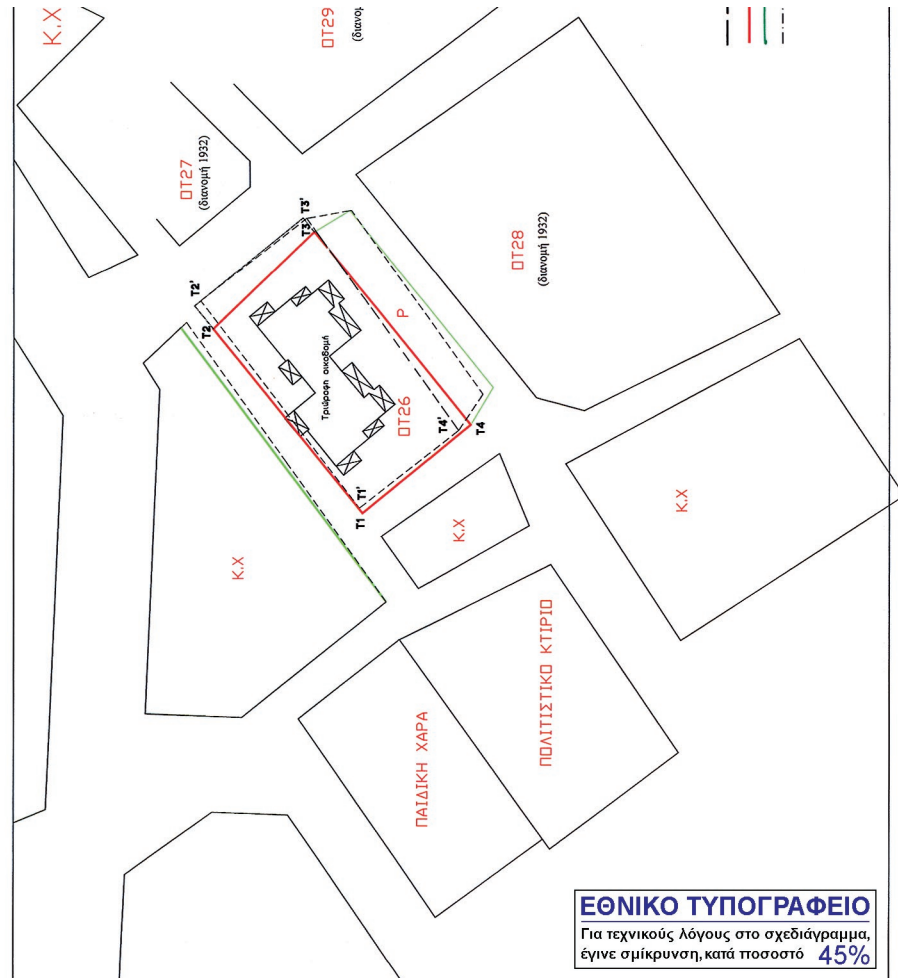 Κ.Χ
ΟΤ29
(διανομ
ΟΤ27
(διανομή 1932)
Τ3'
Τ3
Τ2'
Τ2
ΟΤ28
(διανομή 1932)
Ρ
Τριώροφη οικοδομή
ΟΤ26
Τ4'
Τ4
Τ1'
Τ1
Κ.Χ
Κ.Χ
Κ.Χ
ΠΑΙΔΙΚΗ ΧΑΡΑ
ΠΟΛΙΤΙΣΤΙΚΟ ΚΤΙΡΙΟ
ΕΘΝΙΚΟ ΤΥΠΟΓΡΑΦΕΙΟ
Για τεχνικούς λόγους στο σχεδιάγραμμα,
έγινε σμίκρυνση, κατά ποσοστό 45%